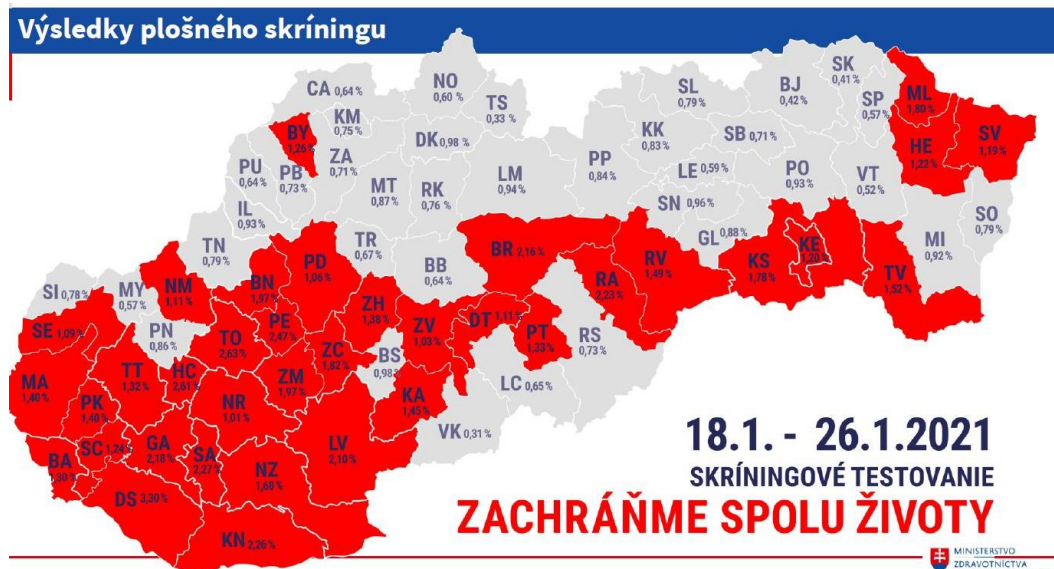 Výsledky plošného skríningu
CA 0,64 %
NO
0,60 %
TS
0,33 %
KM
0,75 %
BY
1,26 %
DK 0,98 %
PU
0,64 %
PB
0,73 %
ZA
0,71 %
MT
0,87 %
RK
0,76 %
LM
0,94 %
IL
0,93 %
TN
0,79 %
TR
0,67 %
BB
0,64 %
SL
0,79 %
BJ
0,42 %
SK
0,41 %
SP
0,57 %
ML
1,80 %
KK
0,83 %
SB 0,71 %
HE
1,22 %
SV
1,19 %
PP
0,84 %
LE 0,59 %
PO
0,93 %
VT
0,52 %
SN 0,96 %
GL 0,88 %
SO
0,79 %
MI
0,92 %
BR 2,16 %
RA
2,23 %
RV
1,49 %
KS
1,78 %
KE
1,20 %
TV
1,52 %
SI 0,78 %
MY
0,57 %
NM
1,11 %
BN
1,97 %
PD
1,06 %
SE 1,09 %
PN
0,86 %
TO
2,63 %
PE
2,47 %
ZH
1,38 %
ZV
1,03 %
DT 1,11 %
PT
1,33 %
RS
0,73 %
MA
1,40 %
TT
1,32 %
HC
2,61 %
ZC
1,82 %
BS
0,98 %
ZM
1,97 %
KA
1,45 %
LC 0,65 %
PK
1,40 %
NR
1,01 %
VK 0,31 %
BA
1,30 %
SC 1,24 %
GA
2,18 %
SA
2,27 %
LV
2,10 %
NZ
1,68 %
DS 3,30 %
KN 2,26 %
18.1. - 26.1.2021
SKRÍNINGOVÉ TESTOVANIE
ZACHRÁŇME SPOLU ŽIVOTY
MINISTERSTVO
ZDRAVOTNÍCTVA